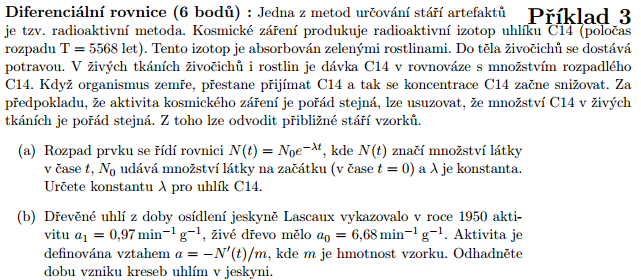 Diferenciální rovnice (6 bodů) : Jedna z metod určování stáří artefaktů Příklad 3
je tzv. radioaktivní metoda. Kosmické záření produkuje radioaktivní izotop uhlíku C14 (poločas
rozpadu T = 5568 let). Tento izotop je absorbován zelenými rostlinami. Do těla živočichů se dostává
potravou. V živých tkáních živočichů i rostlin je dávka C14 v rovnováze s množstvím rozpadlého
C14. Když organismus zemře, přestane přijímat C14 a tak se koncentrace C14 začne snižovat. Za
předpokladu, že aktivita kosmického záření je pořád stejná, lze usuzovat, že množství C14 v živých
tkáních je pořád stejná. Z toho lze odvodit přibližné stáří vzorků.
(a) Rozpad prvku se řídí rovnici N(t) = N₀e^{−λt}, kde N(t) značí množství látky
v čase t, N₀ udává množství látky na začátku (v čase t = 0) a λ je konstanta.
Určete konstantu λ pro uhlík C14.
(b) Dřevěné uhlí z doby osídlení jeskyně Lascaux vykazovalo v roce 1950 akti-
vitu a₁ = 0,97 min⁻¹ g⁻¹, živé dřevo mělo a₀ = 6,68 min⁻¹ g⁻¹. Aktivita je
definována vztahem a = −N′(t)/m, kde m je hmotnost vzorku. Odhadněte
dobu vzniku kreseb uhlím v jeskyni.